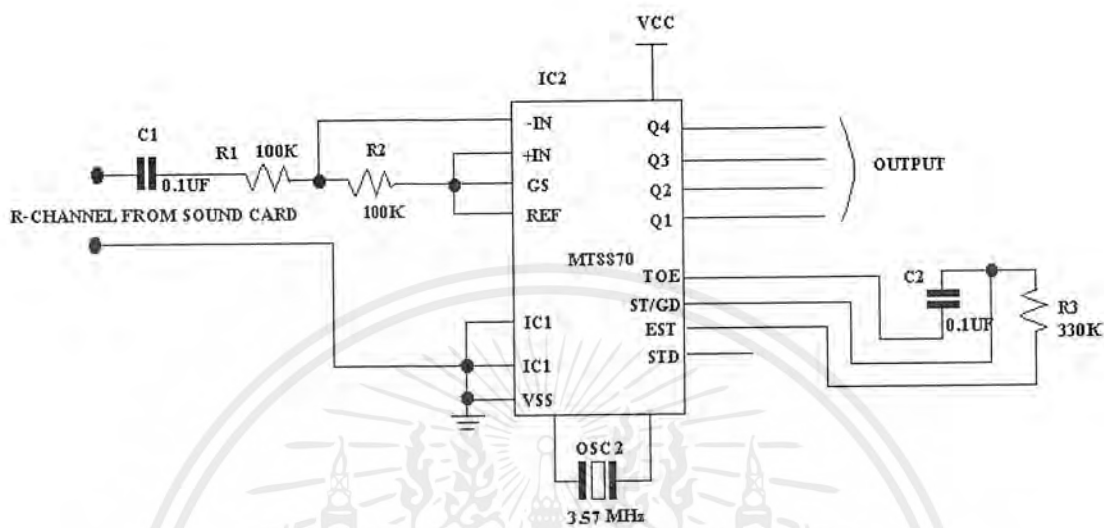 VCC
IC2
-IN
Q4
C1
R1
100K
R2
+IN
Q3
OUTPUT
0.1UF
GS
Q2
100K
REF
Q1
R-CHANNEL FROM SOUND CARD
MT8870
TOE
C2
ST/GD
R3
0.1UF
330K
IC1
EST
IC1
STD
VSS
OSC 2
3.57 MHz